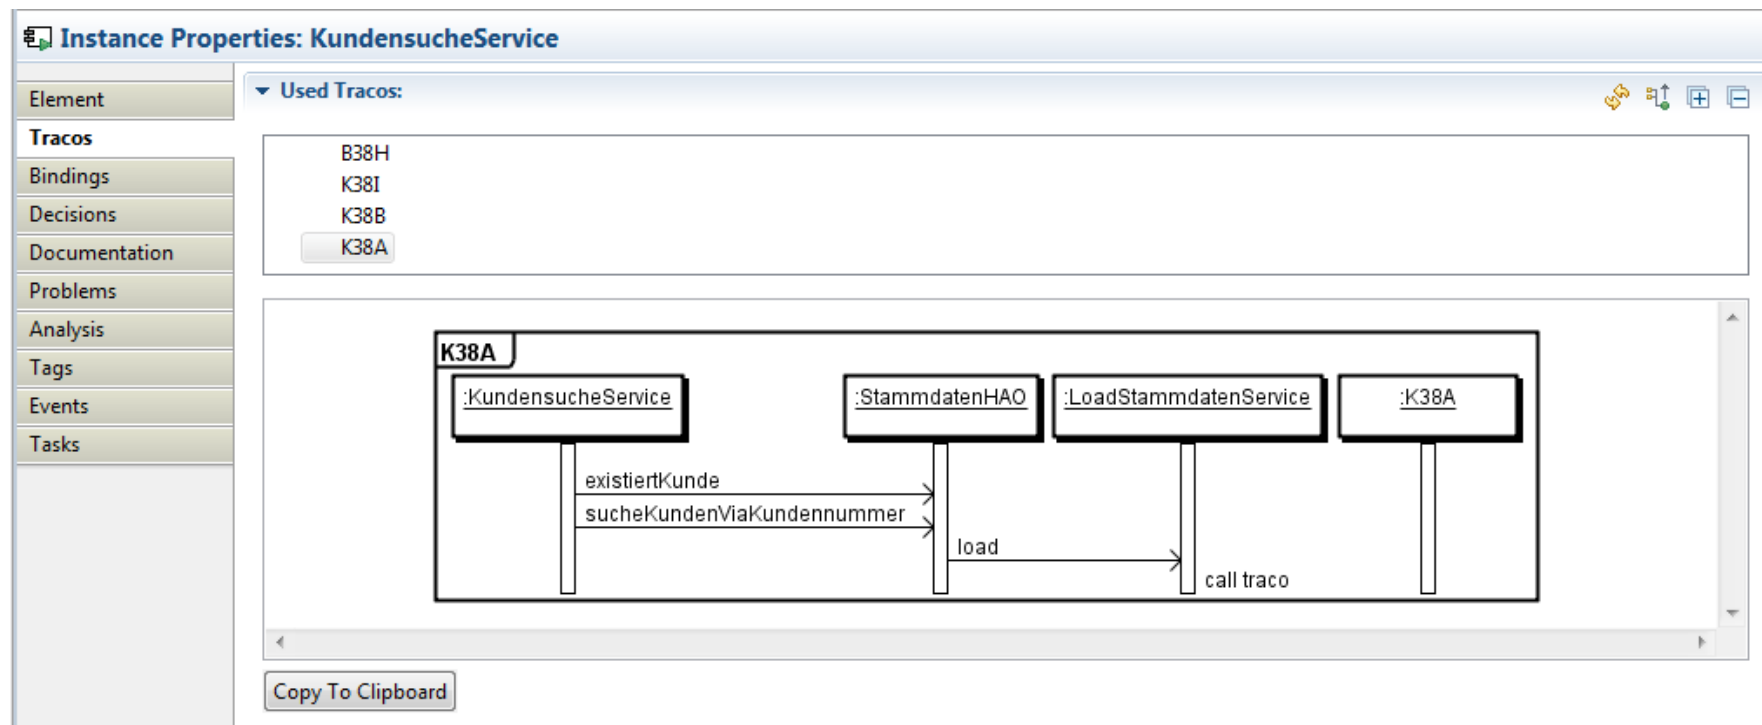 Instance Properties: KundensucheService
Element
Tracos
Bindings
Decisions
Documentation
Problems
Analysis
Tags
Events
Tasks
Used Tracos:
B38H
K38I
K38B
K38A
K38A
:KundensucheService
:StammdatenHAO
:LoadStammdatenService
:K38A
existiertKunde
sucheKundenViaKundennummer
load
call traco
Copy To Clipboard